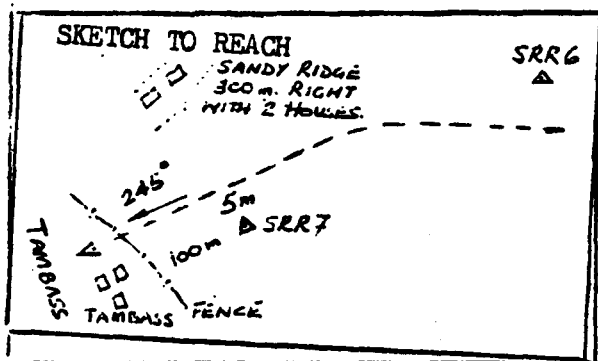 SKETCH TO REACH
SRR6
SANDY RIDGE
300 m. RIGHT
WITH 2 HOUSES.
245°
5m
SRR7
100m
TAMBASS
TAMBASS
FENCE